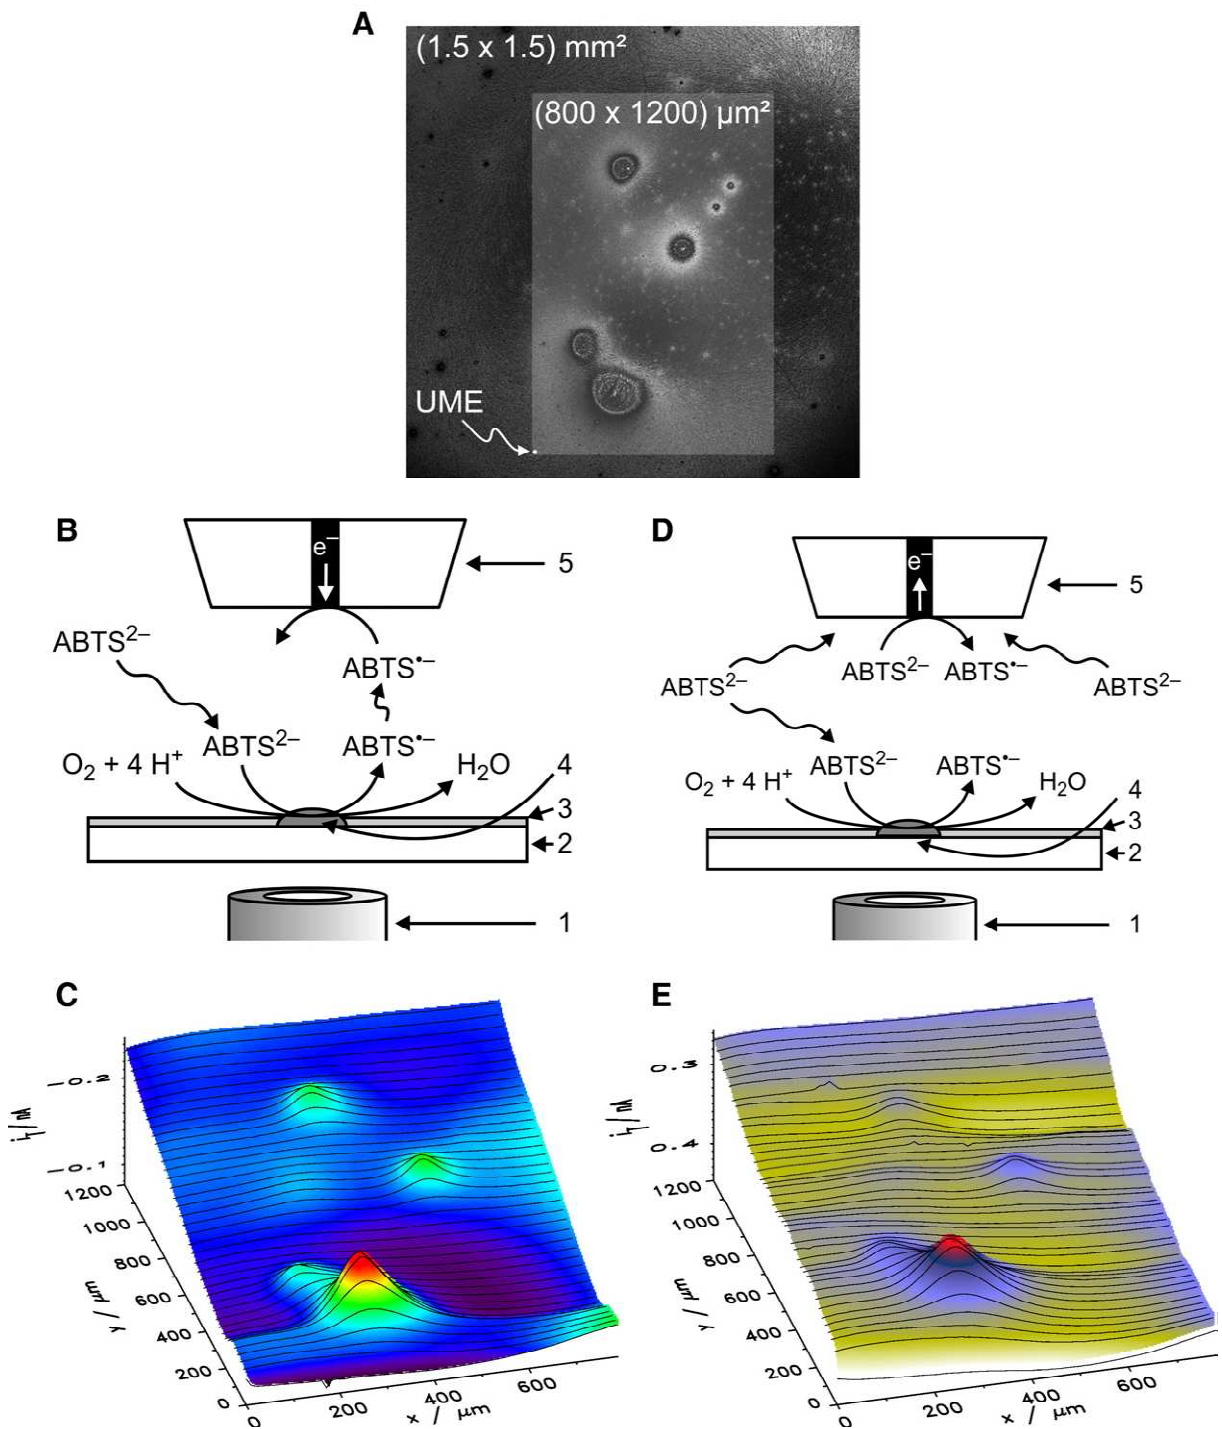 A
(1.5 x 1.5) mm²
(800 x 1200) µm²
UME
B
e–
5
ABTS2–
ABTS•–
ABTS2–
ABTS•–
O2 + 4 H+
H2O
4
3
2
1
D
e–
5
ABTS2–
ABTS•–
ABTS2–
ABTS2–
ABTS2–
ABTS•–
O2 + 4 H+
H2O
4
3
2
1
C
iT / nA
–0.2
–0.1
1200
1000
800
600
400
200
0
y / µm
0
200
400
600
x / µm
E
iT / nA
0.3
0.4
1200
1000
800
600
400
200
0
y / µm
0
200
400
600
x / µm